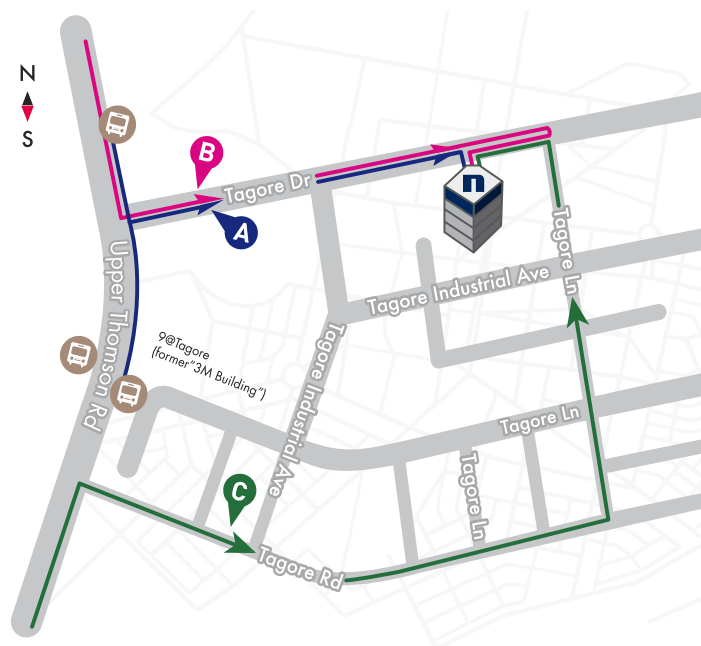 N
S
B
Tagore Dr
n
A
Tagore Ln
Upper Thomson Rd
Tagore Industrial Ave
9@Tagore
(former"3M Building")
Tagore Industrial Ave
Tagore Ln
Tagore Ln
C
Tagore Rd